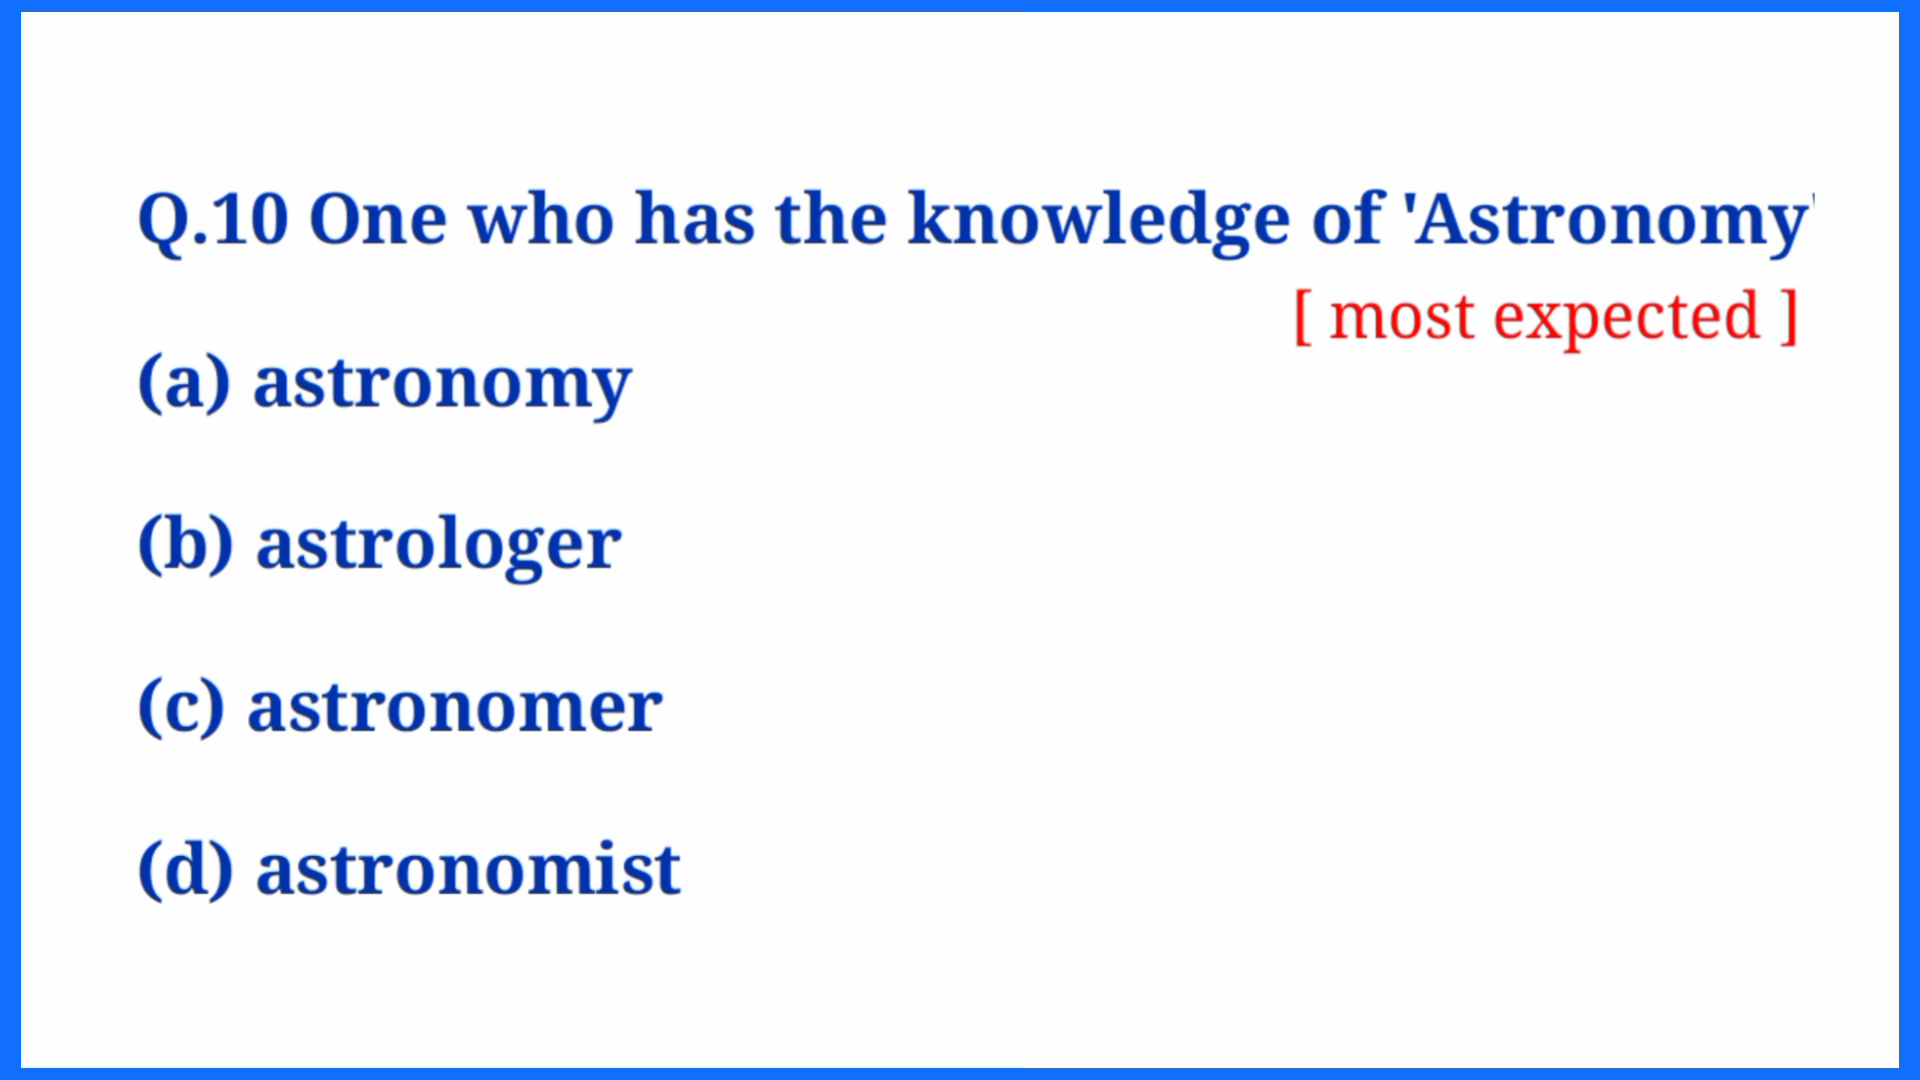 Q.10 One who has the knowledge of 'Astronomy'
[ most expected ]
(a) astronomy
(b) astrologer
(c) astronomer
(d) astronomist